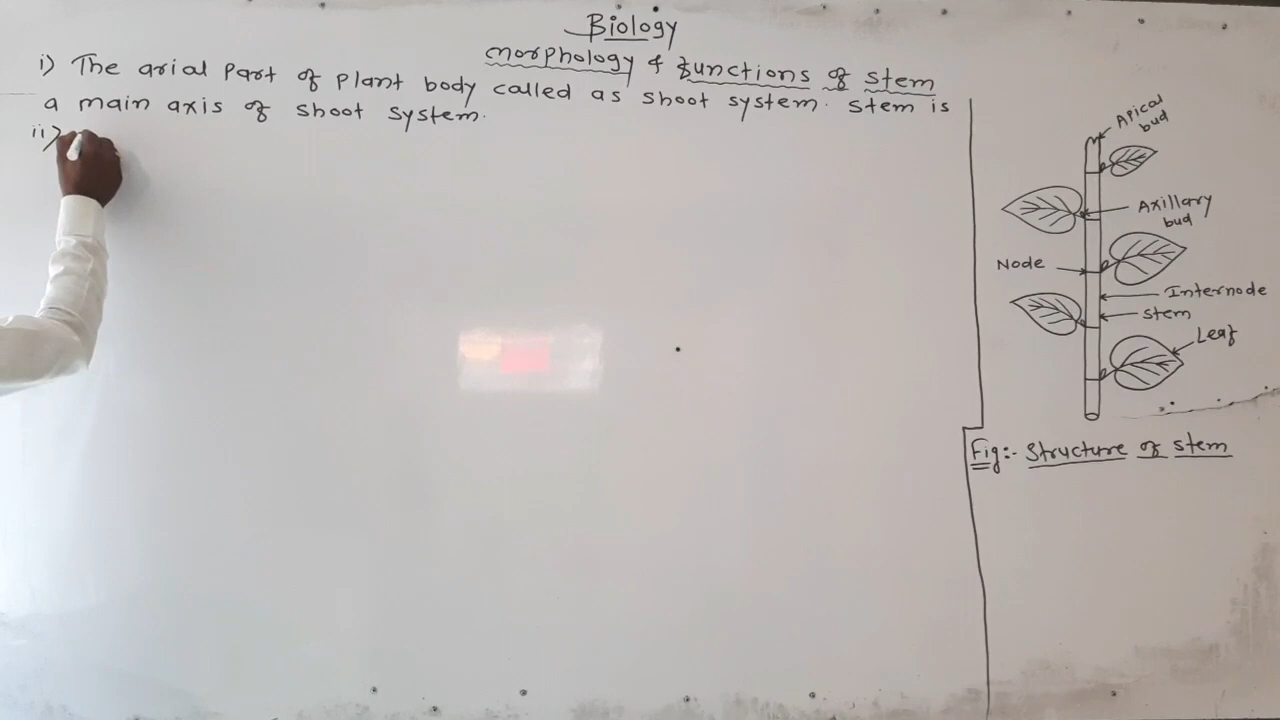 Biology
morphology & functions of stem
i) The arial part of plant body called as shoot system. stem is
a main axis of shoot system.
ii)
Apical
bud
Axillary
bud
Node
Internode
stem
Leaf
Fig:- Structure of stem